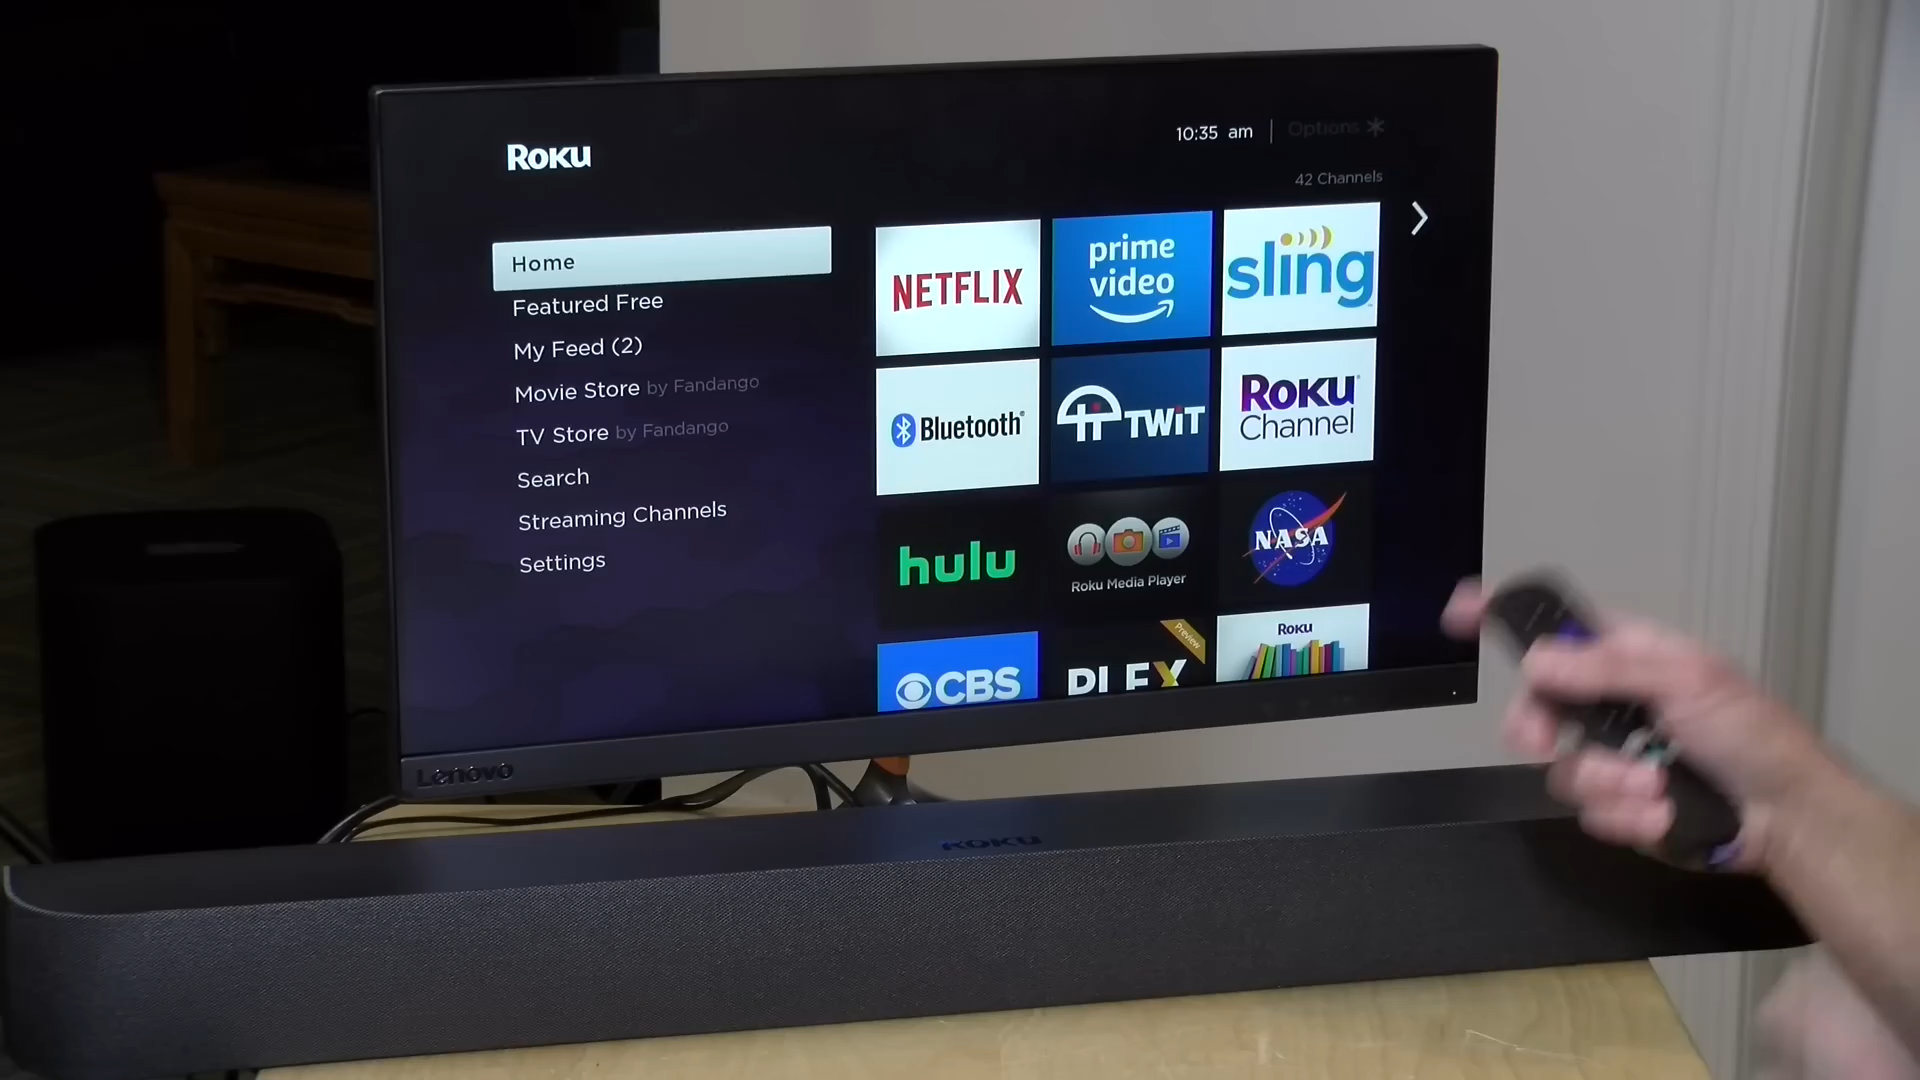 Roku
10:35 am | Options *
42 Channels
Home
Featured Free
My Feed (2)
Movie Store by Fandango
TV Store by Fandango
Search
Streaming Channels
Settings
NETFLIX
prime
video
sling
Bluetooth®
TWiT
Roku
Channel
hulu
Roku Media Player
NASA
CBS
Preview
PLEX
Roku
Lenovo
ROKU